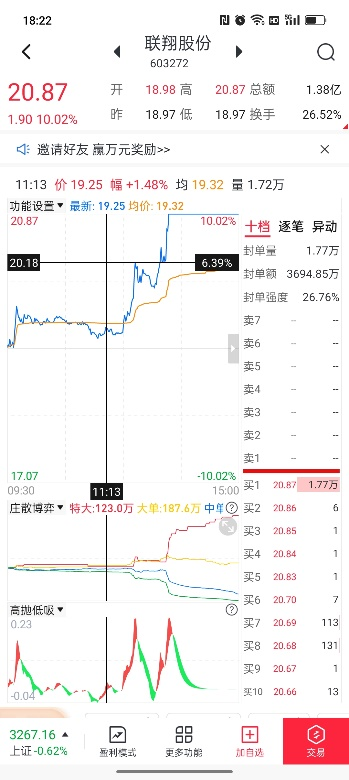 18:22
5G
联翔股份
603272
20.87
1.90 10.02%
开 18.98 高 20.87 总额 1.38亿
昨 18.97 低 18.97 换手 26.52%
邀请好友 赢万元奖励>>
11:13 价 19.25 幅 +1.48% 均 19.32 量 1.72万
功能设置 最新: 19.25 均价: 19.32
20.87 10.02%
20.18 6.39%
17.07 -10.02%
09:30 11:13 15:00
十档 逐笔 异动
封单量 1.77万
封单额 3694.85万
封单强度 26.76%
卖7 -- --
卖6 -- --
卖5 -- --
卖4 -- --
卖3 -- --
卖2 -- --
卖1 -- --
买1 20.87 1.77万
买2 20.86 6
买3 20.85 1
买4 20.84 1
买5 20.83 1
买6 20.70 7
买7 20.69 113
买8 20.68 131
买9 20.67 1
买10 20.66 13
庄散博弈 特大:123.0万 大单:187.6万 中单
高抛低吸
0.23
-0.04
3267.16
上证 -0.62%
盈利模式
更多功能
加自选
交易